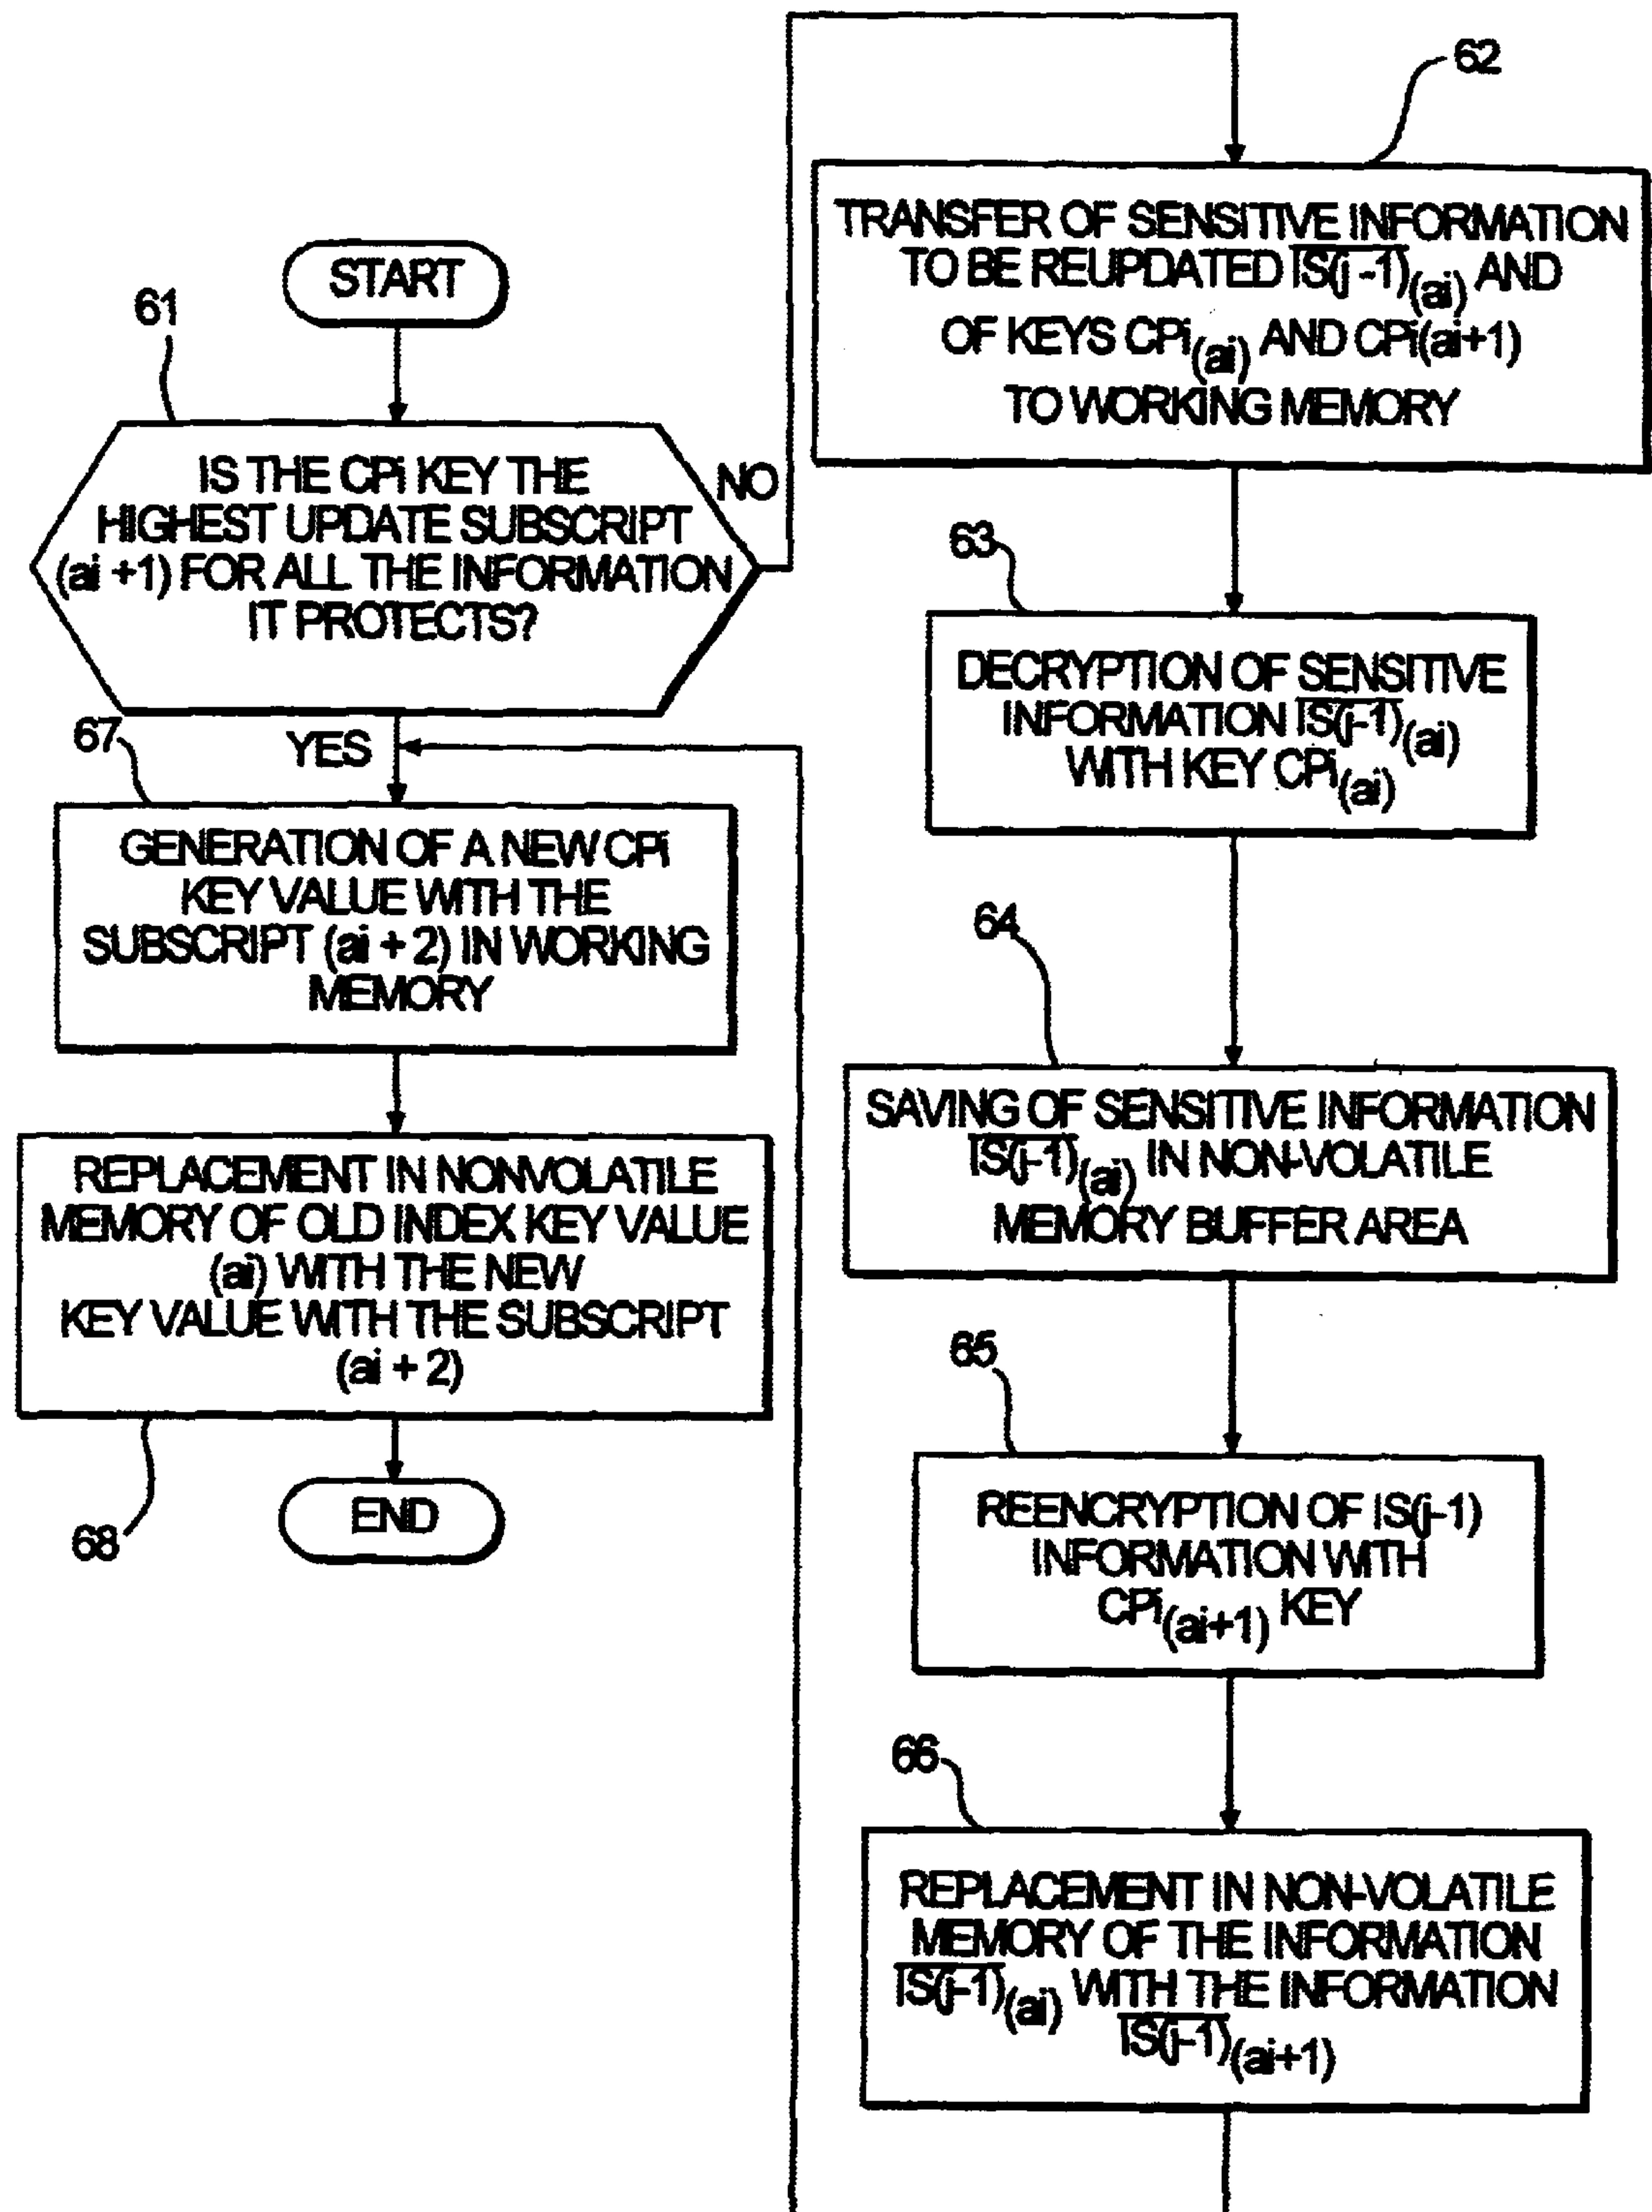 START
61
IS THE CPi KEY THE
HIGHEST UPDATE SUBSCRIPT
(ai +1) FOR ALL THE INFORMATION
IT PROTECTS?
NO
YES
67
GENERATION OF A NEW CPi
KEY VALUE WITH THE
SUBSCRIPT (ai + 2) IN WORKING
MEMORY
REPLACEMENT IN NONVOLATILE
MEMORY OF OLD INDEX KEY VALUE
(ai) WITH THE NEW
KEY VALUE WITH THE SUBSCRIPT
(ai + 2)
68
END
62
TRANSFER OF SENSITIVE INFORMATION
TO BE REUPDATED IS(j -1)(ai) AND
OF KEYS CPi(ai) AND CPi(ai+1)
TO WORKING MEMORY
63
DECRYPTION OF SENSITIVE
INFORMATION IS(j-1)(ai)
WITH KEY CPi(ai)
64
SAVING OF SENSITIVE INFORMATION
IS(j-1)(ai) IN NON-VOLATILE
MEMORY BUFFER AREA
65
REENCRYPTION OF IS(j-1)
INFORMATION WITH
CPi(ai+1) KEY
66
REPLACEMENT IN NON-VOLATILE
MEMORY OF THE INFORMATION
IS(j-1)(ai) WITH THE INFORMATION
IS(j-1)(ai+1)